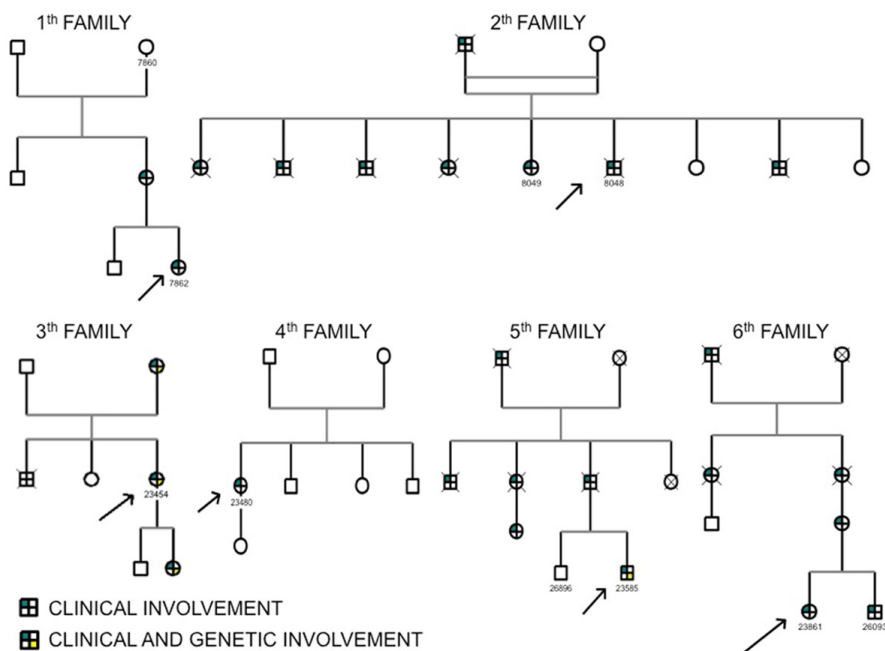 1th FAMILY
2th FAMILY
7860
8049
8048
7862
3th FAMILY
4th FAMILY
5th FAMILY
6th FAMILY
23454
23480
26896
23585
23861
26093
CLINICAL INVOLVEMENT
CLINICAL AND GENETIC INVOLVEMENT